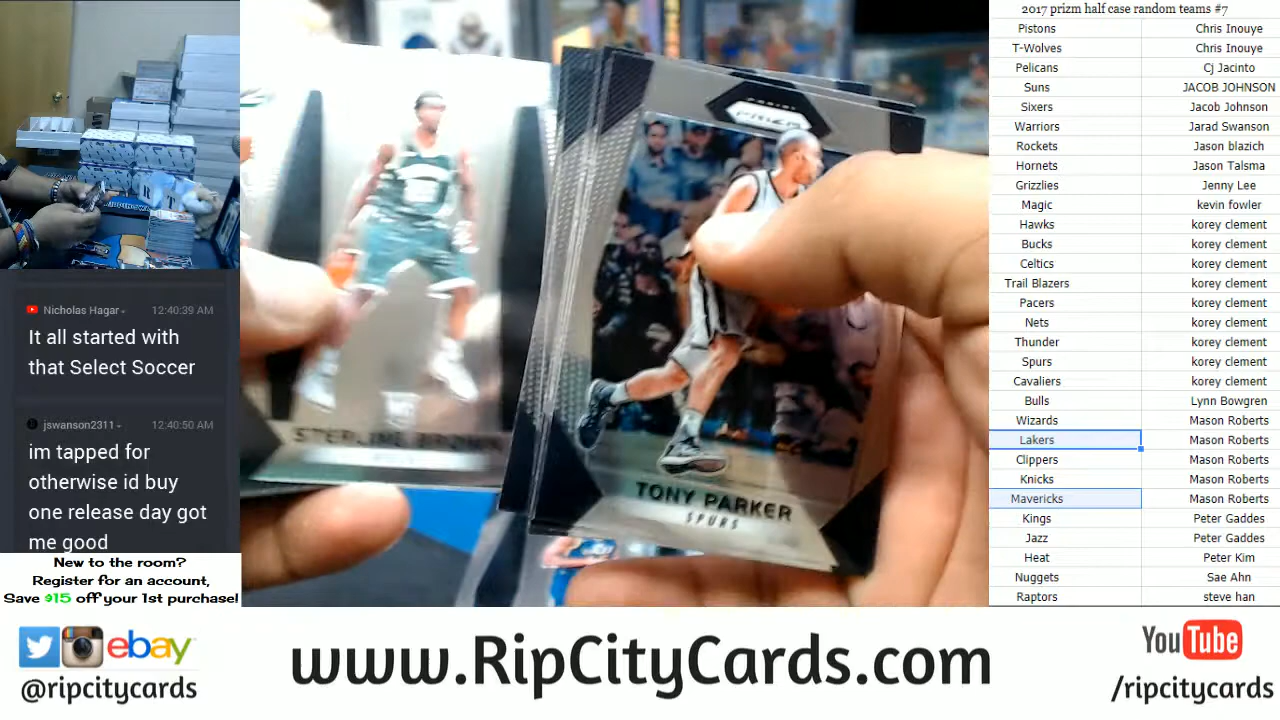 Nicholas Hagar
12:40:39 AM
It all started with
that Select Soccer
jswanson2311
12:40:50 AM
im tapped for
otherwise id buy
one release day got
me good
New to the room?
Register for an account,
Save $15 off your 1st purchase!
STERLING BROWN
PANINI
PRIZM
TONY PARKER
SPURS
2017 prizm half case random teams #7
Pistons Chris Inouye
T-Wolves Chris Inouye
Pelicans Cj Jacinto
Suns JACOB JOHNSON
Sixers Jacob Johnson
Warriors Jarad Swanson
Rockets Jason blazich
Hornets Jason Talsma
Grizzlies Jenny Lee
Magic kevin fowler
Hawks korey clement
Bucks korey clement
Celtics korey clement
Trail Blazers korey clement
Pacers korey clement
Nets korey clement
Thunder korey clement
Spurs korey clement
Cavaliers korey clement
Bulls Lynn Bowgren
Wizards Mason Roberts
Lakers Mason Roberts
Clippers Mason Roberts
Knicks Mason Roberts
Mavericks Mason Roberts
Kings Peter Gaddes
Jazz Peter Gaddes
Heat Peter Kim
Nuggets Sae Ahn
Raptors steve han
ebay
@ripcitycards
www.RipCityCards.com
YouTube
/ripcitycards